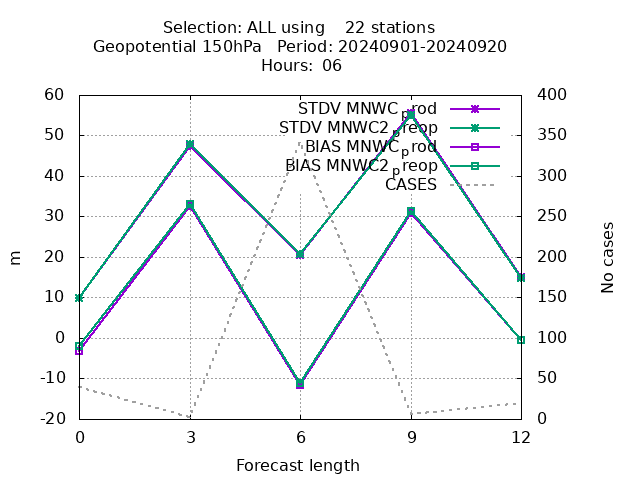 Selection: ALL using    22 stations
Geopotential 150hPa   Period: 20240901-20240920
Hours: 06
60 400
STDV MNWC_prod
STDV MNWC2_preop
50 350
BIAS MNWC_prod
BIAS MNWC2_preop
40 300
CASES
30 250
20 200
m
No cases
10 150
0 100
-10 50
-20 0
0 3 6 9 12
Forecast length